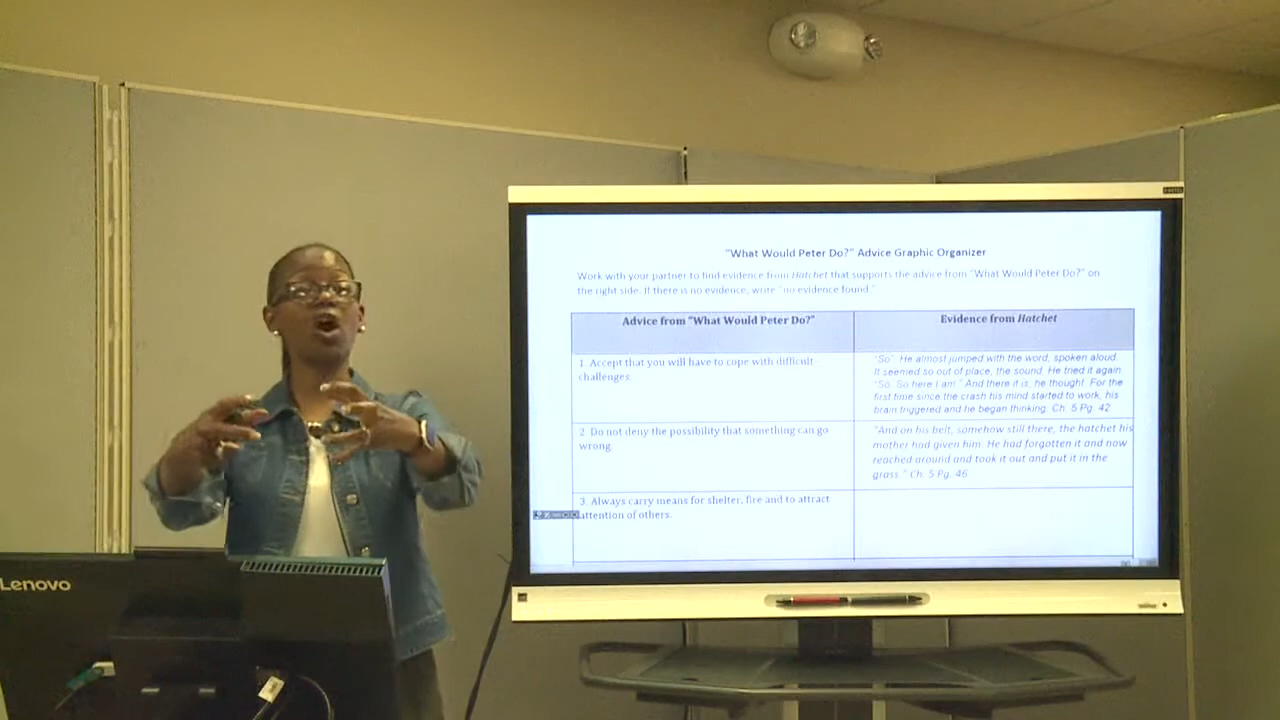 "What Would Peter Do?" Advice Graphic Organizer
Work with your partner to find evidence from Hatchet that supports the advice from "What Would Peter Do?" on
the right side. If there is no evidence, write "no evidence found."
Advice from "What Would Peter Do?"
Evidence from Hatchet
1. Accept that you will have to cope with difficult
challenges.
"So". He almost jumped with the word, spoken aloud.
It seemed so out of place, the sound. He tried it again.
"So. So here I am." And there it is, he thought. For the
first time since the crash his mind started to work, his
brain triggered and he began thinking. Ch. 5 Pg. 42
2. Do not deny the possibility that something can go
wrong.
"And on his belt, somehow still there, the hatchet his
mother had given him. He had forgotten it and now
reached around and took it out and put it in the
grass." Ch. 5 Pg. 46
3. Always carry means for shelter, fire and to attract
attention of others.
Lenovo